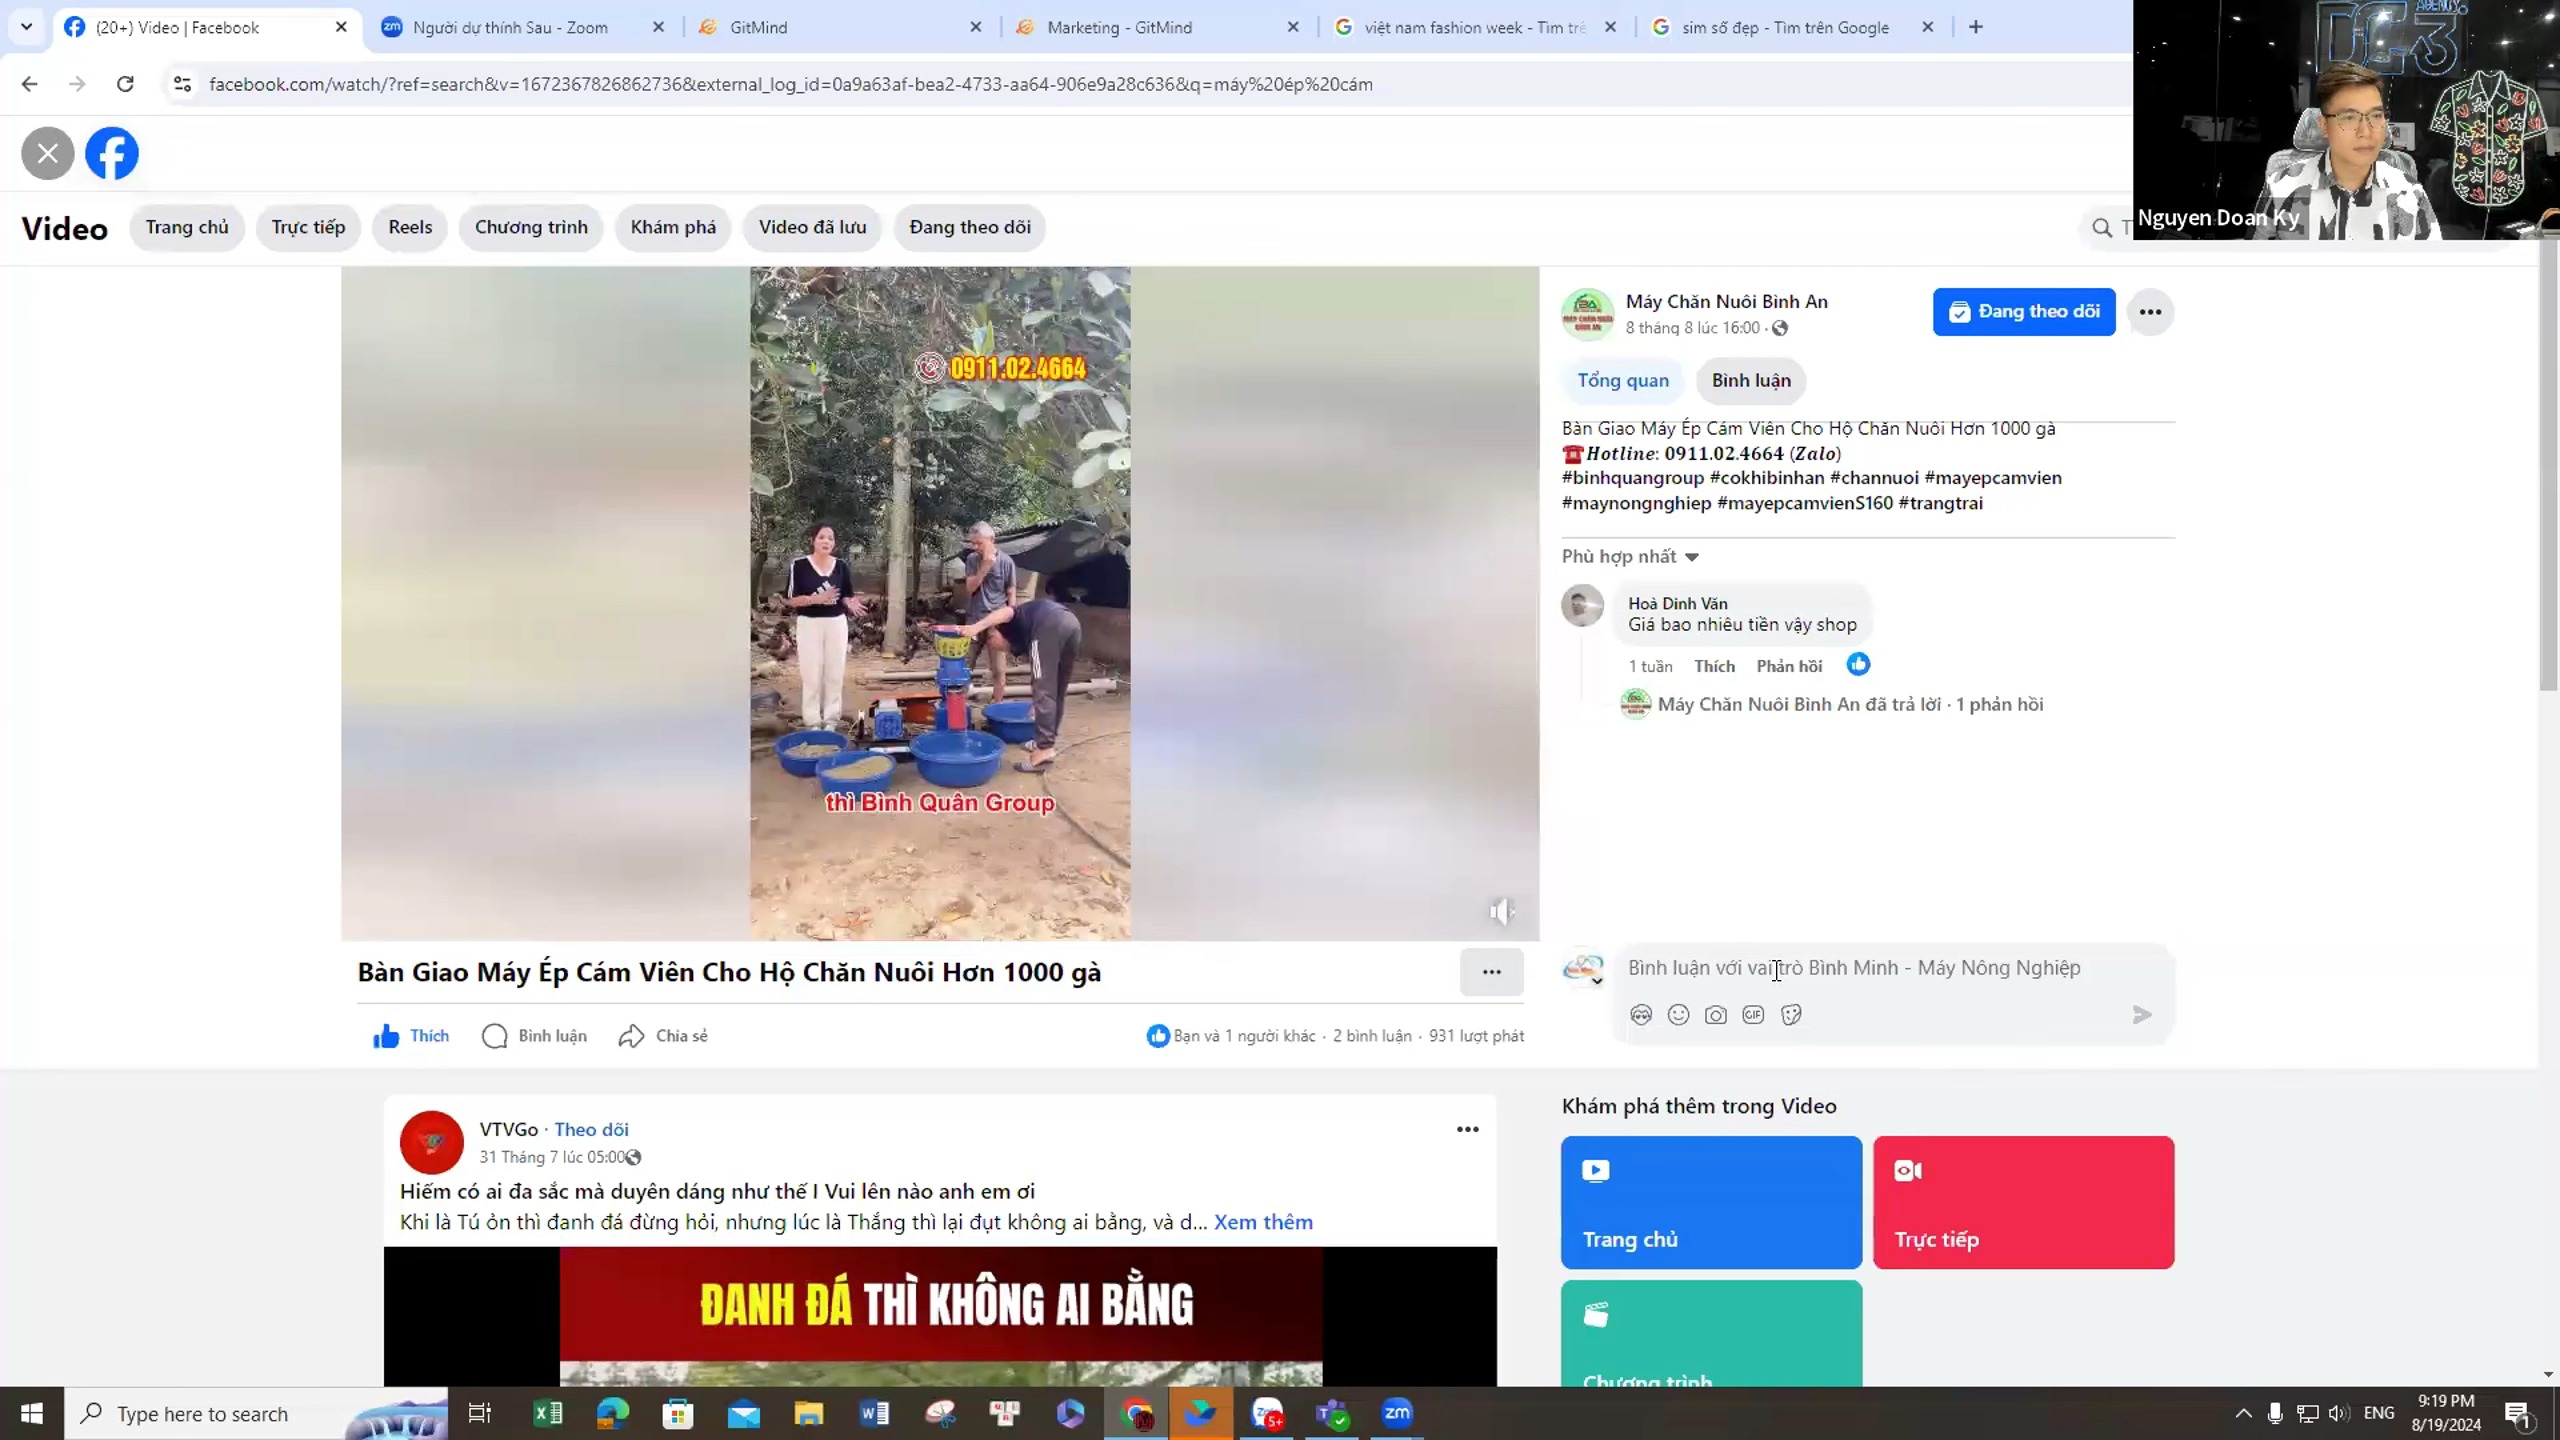 (20+) Video | Facebook
Người dự thính Sau - Zoom
GitMind
Marketing - GitMind
việt nam fashion week - Tìm trê
sim số đẹp - Tìm trên Google
facebook.com/watch/?ref=search&v=1672367826862736&external_log_id=0a9a63af-bea2-4733-aa64-906e9a28c636&q=máy%20ép%20cám
AGENCY.
DC3
Nguyen Doan Ky
Video
Trang chủ
Trực tiếp
Reels
Chương trình
Khám phá
Video đã lưu
Đang theo dõi
0911.02.4664
thì Bình Quân Group
Máy Chăn Nuôi Bình An
8 tháng 8 lúc 16:00 ·
Đang theo dõi
Tổng quan
Bình luận
Bàn Giao Máy Ép Cám Viên Cho Hộ Chăn Nuôi Hơn 1000 gà
☎️Hotline: 0911.02.4664 (Zalo)
#binhquangroup #cokhibinhan #channuoi #mayepcamvien
#maynongnghiep #mayepcamvienS160 #trangtrai
Phù hợp nhất
Hoà Dinh Văn
Giá bao nhiêu tiền vậy shop
1 tuần Thích Phản hồi
Máy Chăn Nuôi Bình An đã trả lời · 1 phản hồi
Bình luận với vai trò Bình Minh - Máy Nông Nghiệp
GIF
Bàn Giao Máy Ép Cám Viên Cho Hộ Chăn Nuôi Hơn 1000 gà
Thích
Bình luận
Chia sẻ
Bạn và 1 người khác · 2 bình luận · 931 lượt phát
VTVGo · Theo dõi
31 Tháng 7 lúc 05:00
Hiếm có ai đa sắc mà duyên dáng như thế I Vui lên nào anh em ơi
Khi là Tú ỏn thì đanh đá đừng hỏi, nhưng lúc là Thắng thì lại đụt không ai bằng, và d... Xem thêm
ĐANH ĐÁ THÌ KHÔNG AI BẰNG
Khám phá thêm trong Video
Trang chủ
Trực tiếp
Chương trình
Type here to search
5+
zm
ENG
9:19 PM
8/19/2024
1